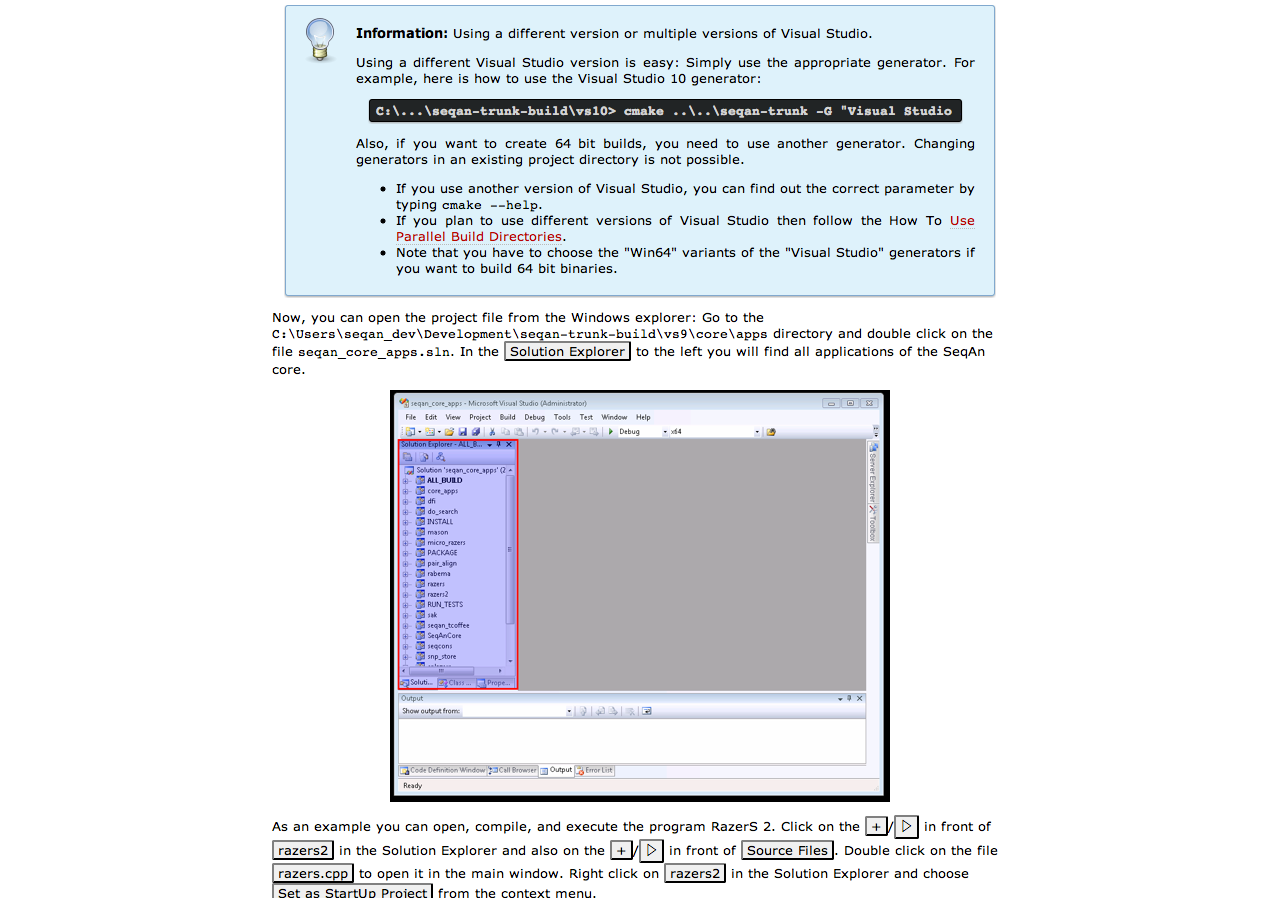 Information: Using a different version or multiple versions of Visual Studio.
Using a different Visual Studio version is easy: Simply use the appropriate generator. For
example, here is how to use the Visual Studio 10 generator:
C:\...\seqan-trunk-build\vs10> cmake ..\..\seqan-trunk -G "Visual Studio
Also, if you want to create 64 bit builds, you need to use another generator. Changing
generators in an existing project directory is not possible.
• If you use another version of Visual Studio, you can find out the correct parameter by
typing cmake --help.
• If you plan to use different versions of Visual Studio then follow the How To Use
Parallel Build Directories.
• Note that you have to choose the "Win64" variants of the "Visual Studio" generators if
you want to build 64 bit binaries.
Now, you can open the project file from the Windows explorer: Go to the
C:\Users\seqan_dev\Development\seqan-trunk-build\vs9\core\apps directory and double click on the
file seqan_core_apps.sln. In the Solution Explorer to the left you will find all applications of the SeqAn
core.
seqan_core_apps - Microsoft Visual Studio (Administrator)
File Edit View Project Build Debug Tools Test Window Help
Debug x64
Solution Explorer - ALL_B...
Solution 'seqan_core_apps' (2
ALL_BUILD
core_apps
dfi
do_search
INSTALL
mason
micro_razers
PACKAGE
pair_align
rabema
razers
razers2
RUN_TESTS
sak
seqan_tcoffee
SeqAnCore
seqcons
snp_store
Soluti... Class ... Prope...
Server Explorer
Toolbox
Output
Show output from:
Code Definition Window Call Browser Output Error List
Ready
As an example you can open, compile, and execute the program RazerS 2. Click on the +/▷ in front of
razers2 in the Solution Explorer and also on the +/▷ in front of Source Files. Double click on the file
razers.cpp to open it in the main window. Right click on razers2 in the Solution Explorer and choose
Set as StartUp Project from the context menu.